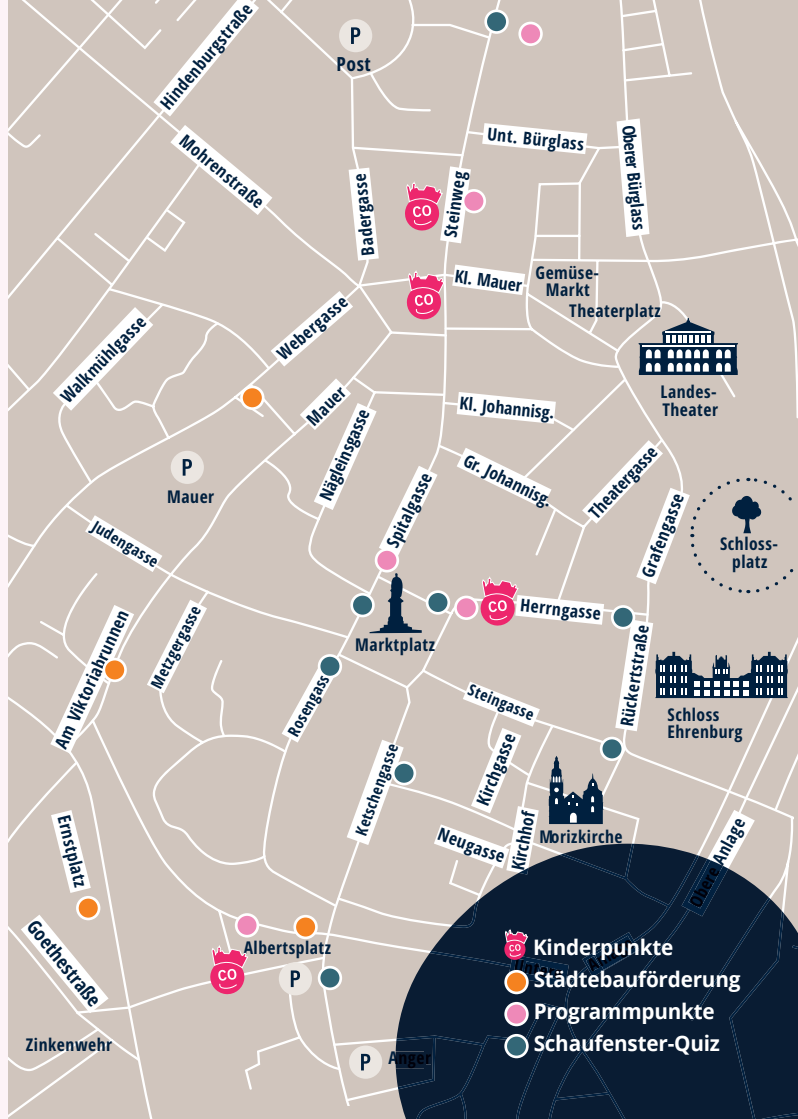 Hindenburgstraße
P
Post
Mohrenstraße
Unt. Bürglass
Oberer Bürglass
Badergasse
Steinweg
CO
Kl. Mauer
Gemüse-
Markt
Theaterplatz
CO
Webergasse
Walkmühlgasse
Landes-
Theater
Mauer
Kl. Johannisg.
Nägleinsgasse
Gr. Johannisg.
Theatergasse
P
Mauer
Spitalgasse
Grafengasse
Schloss-
platz
Judengasse
CO
Herrngasse
Marktplatz
Metzgergasse
Am Viktoriabrunnen
Rückertstraße
Rosengass
Steingasse
Schloss
Ehrenburg
Ketschengasse
Kirchgasse
Morizkirche
Kirchhof
Neugasse
Ernstplatz
Obere Anlage
Goethestraße
Albertsplatz
CO
P
Zinkenwehr
P
Anger
CO
Kinderpunkte
Städtebauförderung
Programmpunkte
Schaufenster-Quiz